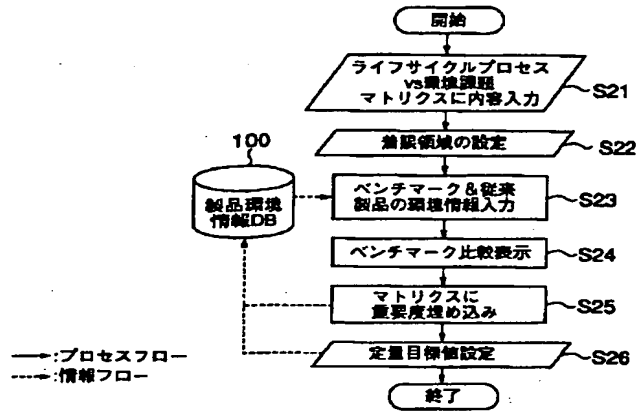 開始
ライフサイクルプロセス
vs環境課題
マトリクスに内容入力
S21
着眼領域の設定
S22
100
製品環境
情報DB
ベンチマーク&従来
製品の環境情報入力
S23
ベンチマーク比較表示
S24
マトリクスに
重要度埋め込み
S25
定量目標値設定
S26
:プロセスフロー
:情報フロー
終了